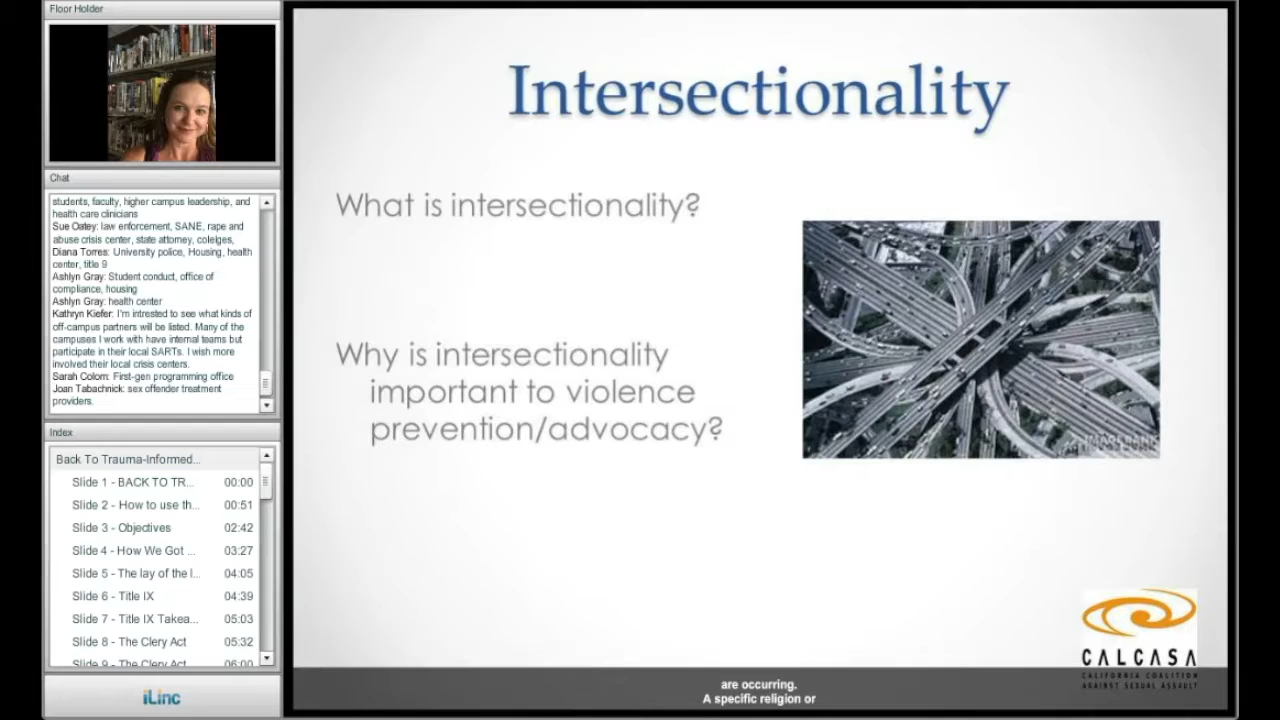 Floor Holder
Chat
students, faculty, higher campus leadership, and
health care clinicians
Sue Oatey: law enforcement, SANE, rape and
abuse crisis center, state attorney, colelges,
Diana Torres: University police, Housing, health
center, title 9
Ashlyn Gray: Student conduct, office of
compliance, housing
Ashlyn Gray: health center
Kathryn Kiefer: I'm intrested to see what kinds of
off-campus partners will be listed. Many of the
campuses I work with have internal teams but
participate in their local SARTs. I wish more
involved their local crisis centers.
Sarah Colom: First-gen programming office
Joan Tabachnick: sex offender treatment
providers.
Index
Back To Trauma-Informed...
Slide 1 - BACK TO TR... 00:00
Slide 2 - How to use th... 00:51
Slide 3 - Objectives 02:42
Slide 4 - How We Got ... 03:27
Slide 5 - The lay of the l... 04:05
Slide 6 - Title IX 04:39
Slide 7 - Title IX Takea... 05:03
Slide 8 - The Clery Act 05:32
Slide 9 - The Clery Act 06:00
iLinc
Intersectionality
What is intersectionality?
Why is intersectionality
important to violence
prevention/advocacy?
IMAGE BANK
CALCASA
CALIFORNIA COALITION
AGAINST SEXUAL ASSAULT
are occurring.
A specific religion or